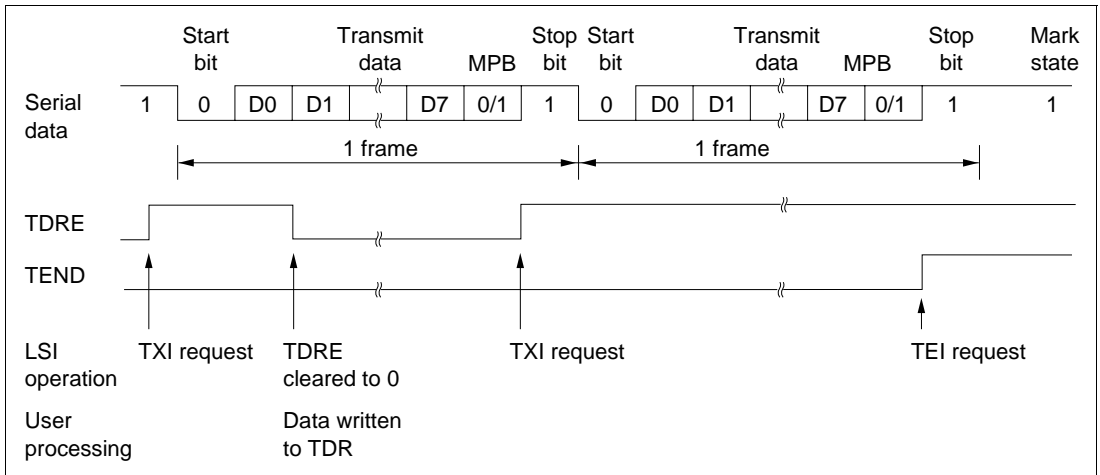 Start bit Transmit data MPB Stop bit Start bit Transmit data MPB Stop bit Mark state
Serial data 1 0 D0 D1 D7 0/1 1 0 D0 D1 D7 0/1 1 1
1 frame 1 frame
TDRE
TEND
LSI operation TXI request TDRE cleared to 0 TXI request TEI request
User processing Data written to TDR